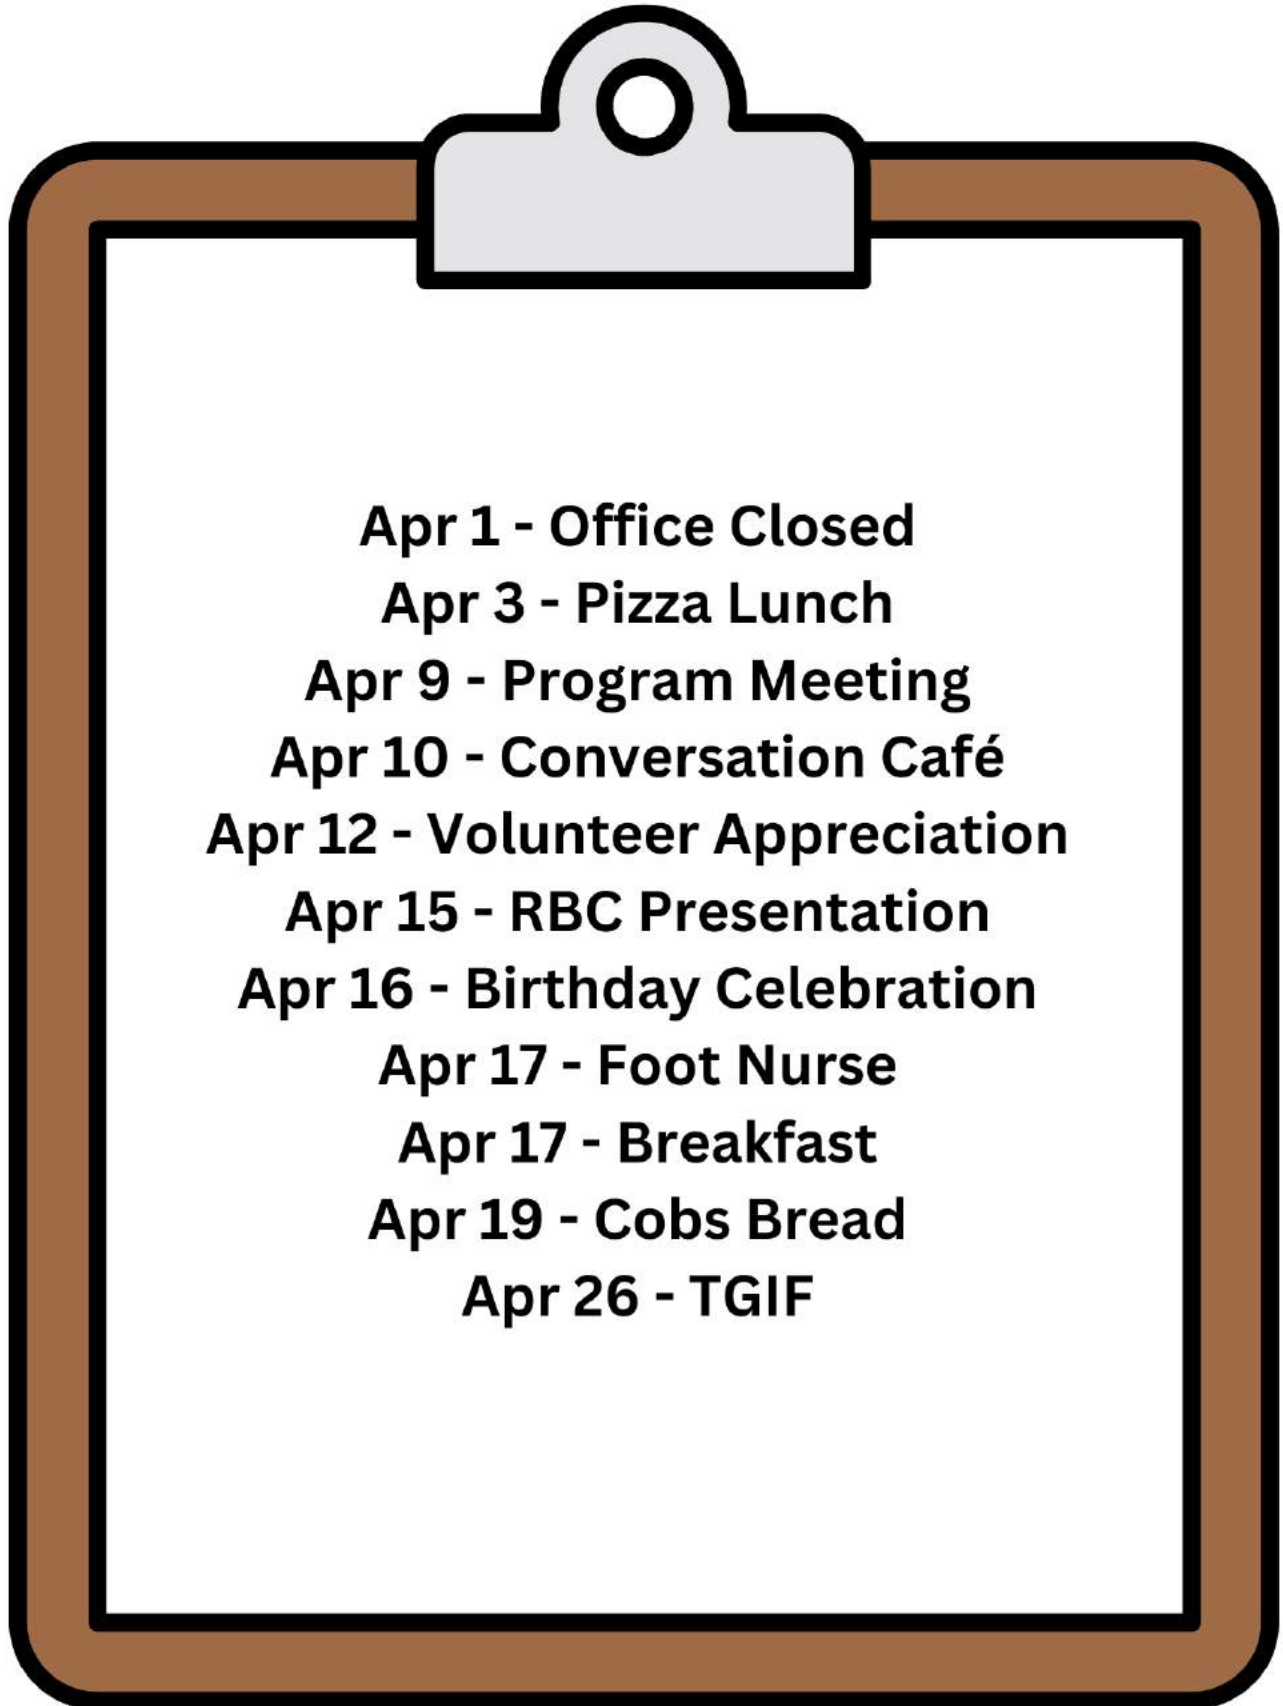 Apr 1 - Office Closed
Apr 3 - Pizza Lunch
Apr 9 - Program Meeting
Apr 10 - Conversation Café
Apr 12 - Volunteer Appreciation
Apr 15 - RBC Presentation
Apr 16 - Birthday Celebration
Apr 17 - Foot Nurse
Apr 17 - Breakfast
Apr 19 - Cobs Bread
Apr 26 - TGIF